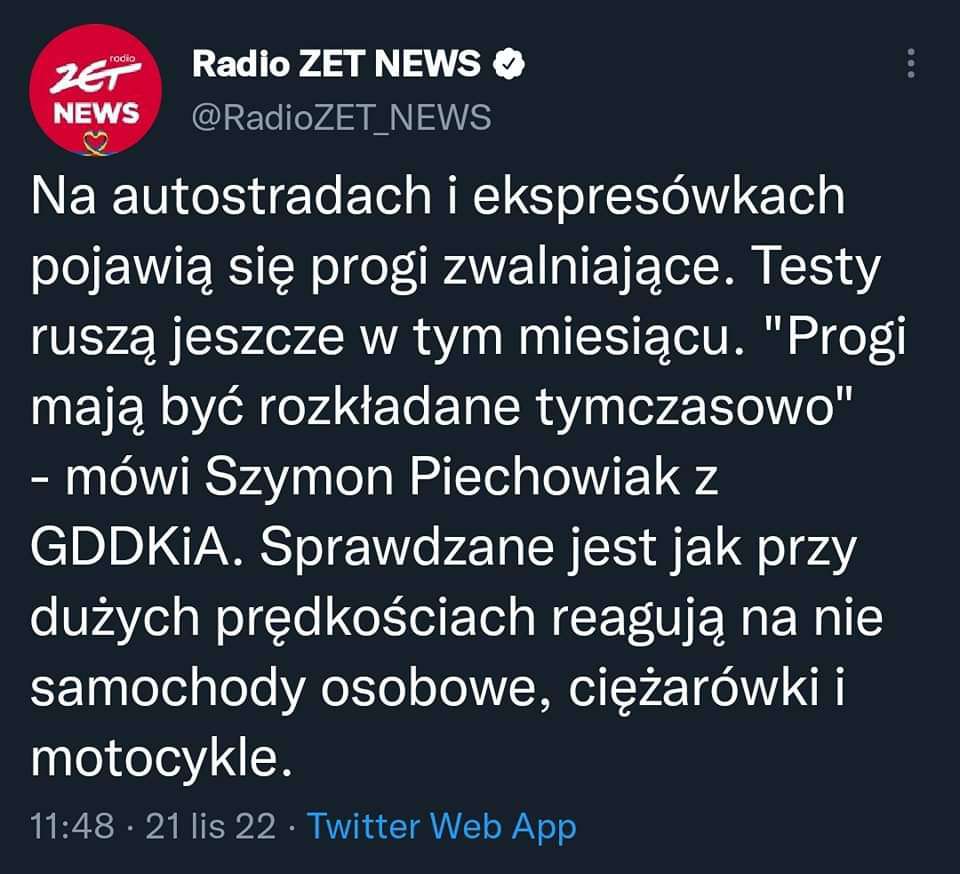 radio
ZET
NEWS
Radio ZET NEWS
@RadioZET_NEWS
Na autostradach i ekspresówkach
pojawią się progi zwalniające. Testy
ruszą jeszcze w tym miesiącu. "Progi
mają być rozkładane tymczasowo"
- mówi Szymon Piechowiak z
GDDKiA. Sprawdzane jest jak przy
dużych prędkościach reagują na nie
samochody osobowe, ciężarówki i
motocykle.
11:48 · 21 lis 22 · Twitter Web App